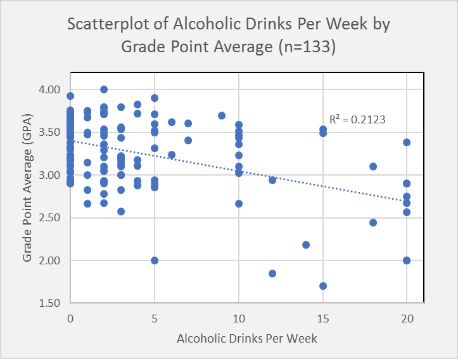 Scatterplot of Alcoholic Drinks Per Week by
Grade Point Average (n=133)
4.00
3.50
3.00
2.50
2.00
1.50
Grade Point Average (GPA)
R² = 0.2123
0 5 10 15 20
Alcoholic Drinks Per Week